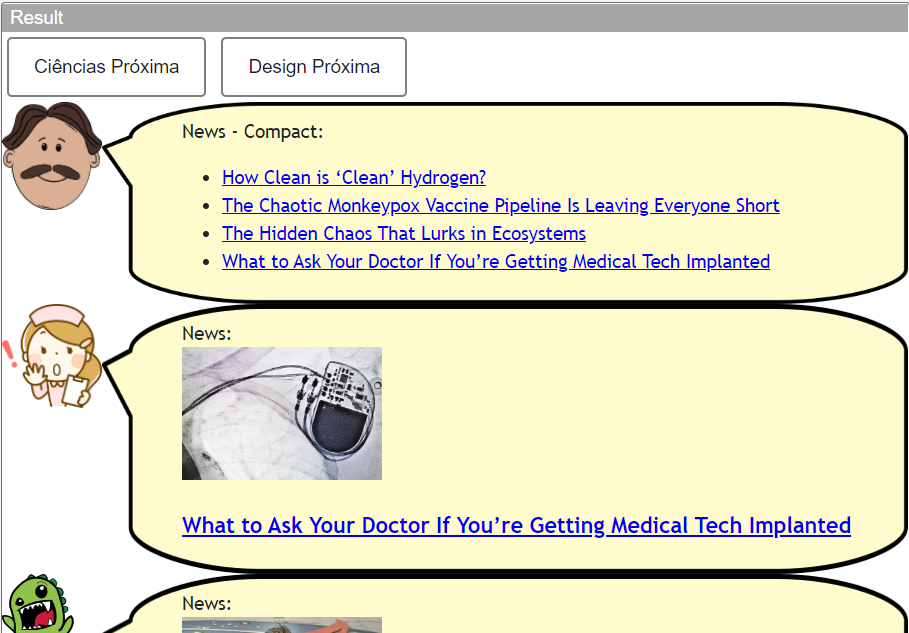 Result
Ciências Próxima
Design Próxima
News - Compact:
How Clean is ‘Clean’ Hydrogen?
The Chaotic Monkeypox Vaccine Pipeline Is Leaving Everyone Short
The Hidden Chaos That Lurks in Ecosystems
What to Ask Your Doctor If You’re Getting Medical Tech Implanted
News:
What to Ask Your Doctor If You’re Getting Medical Tech Implanted
News: